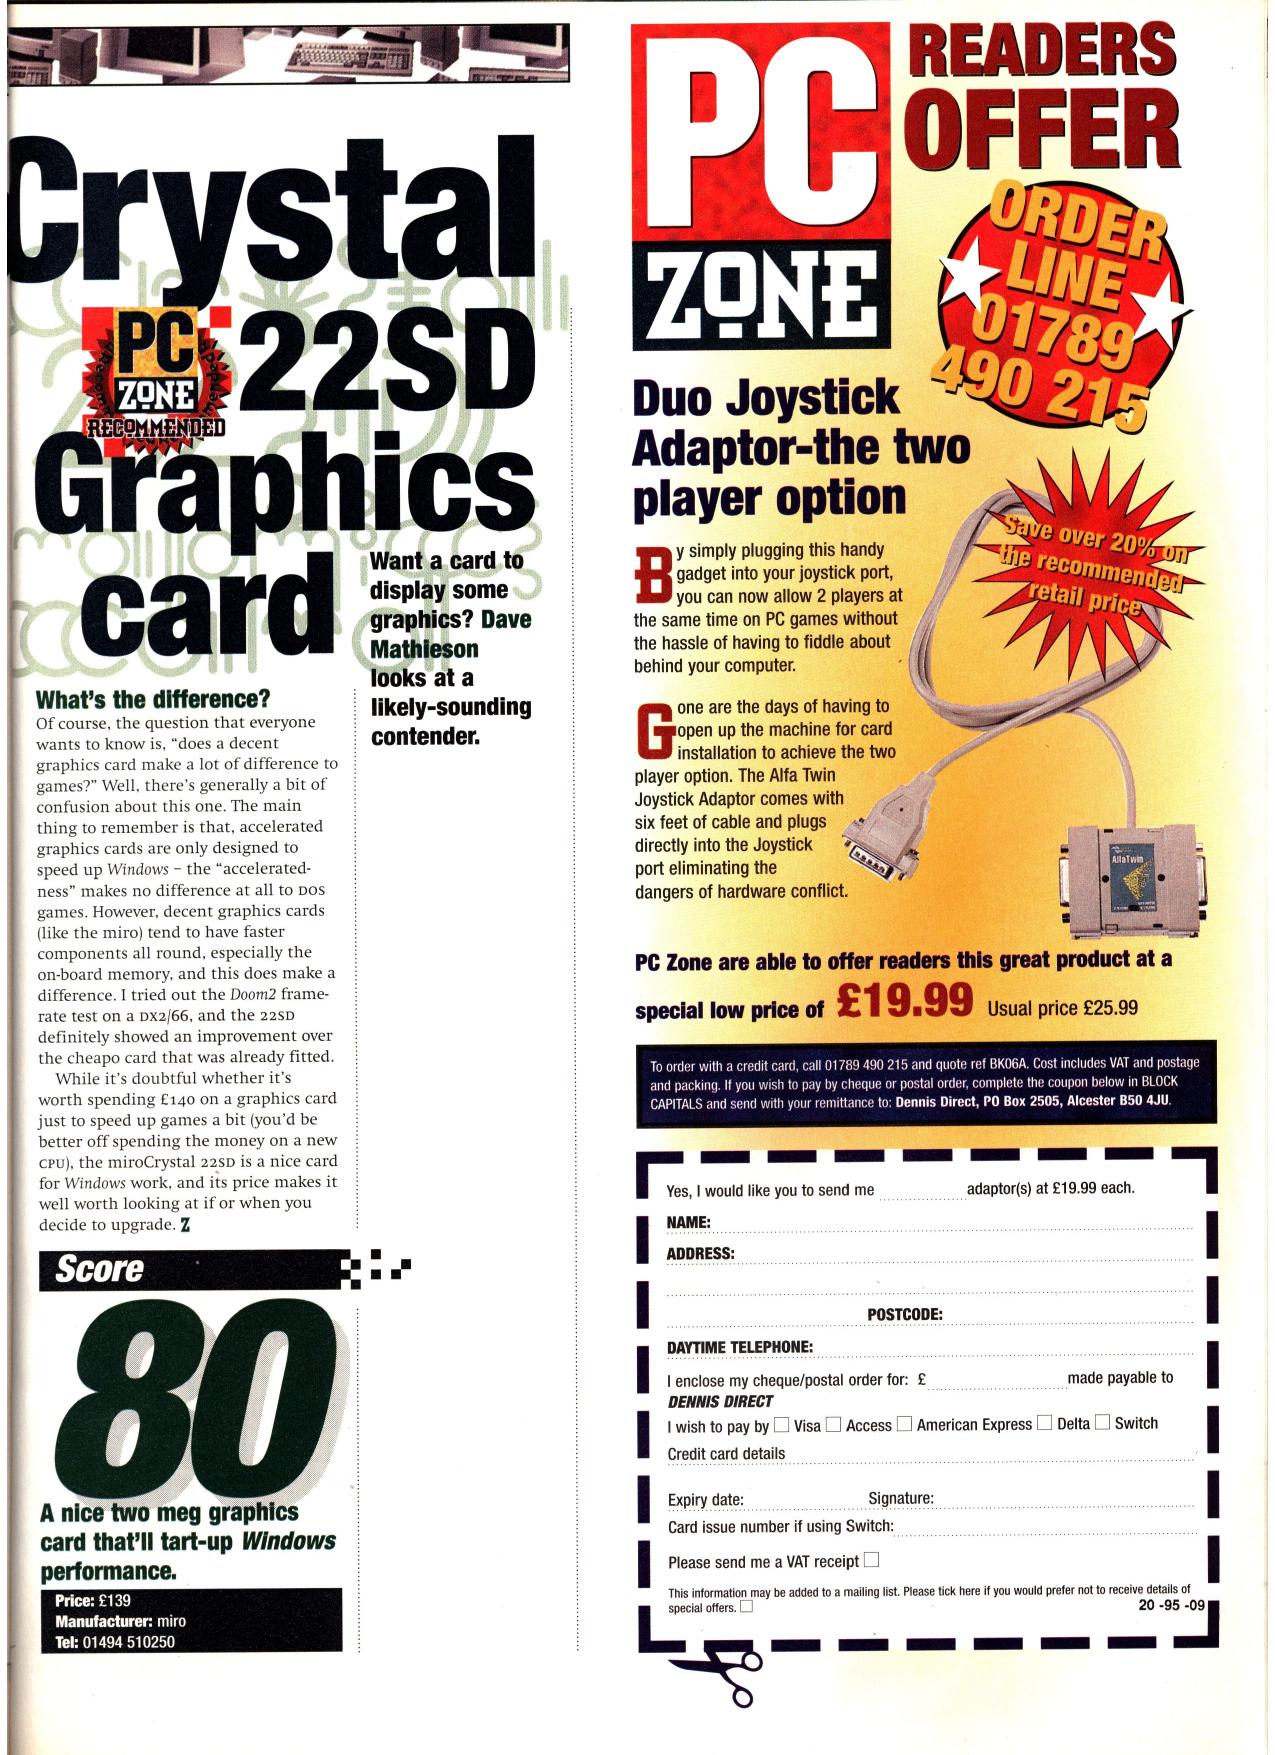 Crystal
PC
ZONE
Recommended
RECOMMENDED
22SD
Graphics
card
Want a card to
display some
graphics? Dave
Mathieson
looks at a
likely-sounding
contender.
What's the difference?
Of course, the question that everyone
wants to know is, “does a decent
graphics card make a lot of difference to
games?” Well, there's generally a bit of
confusion about this one. The main
thing to remember is that, accelerated
graphics cards are only designed to
speed up Windows – the “accelerated-
ness” makes no difference at all to DOS
games. However, decent graphics cards
(like the miro) tend to have faster
components all round, especially the
on-board memory, and this does make a
difference. I tried out the Doom2 frame-
rate test on a DX2/66, and the 22SD
definitely showed an improvement over
the cheapo card that was already fitted.
While it's doubtful whether it's
worth spending £140 on a graphics card
just to speed up games a bit (you'd be
better off spending the money on a new
CPU), the miroCrystal 22SD is a nice card
for Windows work, and its price makes it
well worth looking at if or when you
decide to upgrade. Z
Score
80
A nice two meg graphics
card that'll tart-up Windows
performance.
Price: £139
Manufacturer: miro
Tel: 01494 510250
PC
ZONE
READERS
OFFER
ORDER
LINE
01789
490 215
Duo Joystick
Adaptor-the two
player option
Save over 20% on
the recommended
retail price
By simply plugging this handy
gadget into your joystick port,
you can now allow 2 players at
the same time on PC games without
the hassle of having to fiddle about
behind your computer.
Gone are the days of having to
open up the machine for card
installation to achieve the two
player option. The Alfa Twin
Joystick Adaptor comes with
six feet of cable and plugs
directly into the Joystick
port eliminating the
dangers of hardware conflict.
AlfaTwin
PC Zone are able to offer readers this great product at a
special low price of £19.99 Usual price £25.99
To order with a credit card, call 01789 490 215 and quote ref BK06A. Cost includes VAT and postage
and packing. If you wish to pay by cheque or postal order, complete the coupon below in BLOCK
CAPITALS and send with your remittance to: Dennis Direct, PO Box 2505, Alcester B50 4JU.
Yes, I would like you to send me adaptor(s) at £19.99 each.
NAME:
ADDRESS:
POSTCODE:
DAYTIME TELEPHONE:
I enclose my cheque/postal order for: £ made payable to
DENNIS DIRECT
I wish to pay by Visa Access American Express Delta Switch
Credit card details
Expiry date: Signature:
Card issue number if using Switch:
Please send me a VAT receipt
This information may be added to a mailing list. Please tick here if you would prefer not to receive details of
special offers.
20 -95 -09